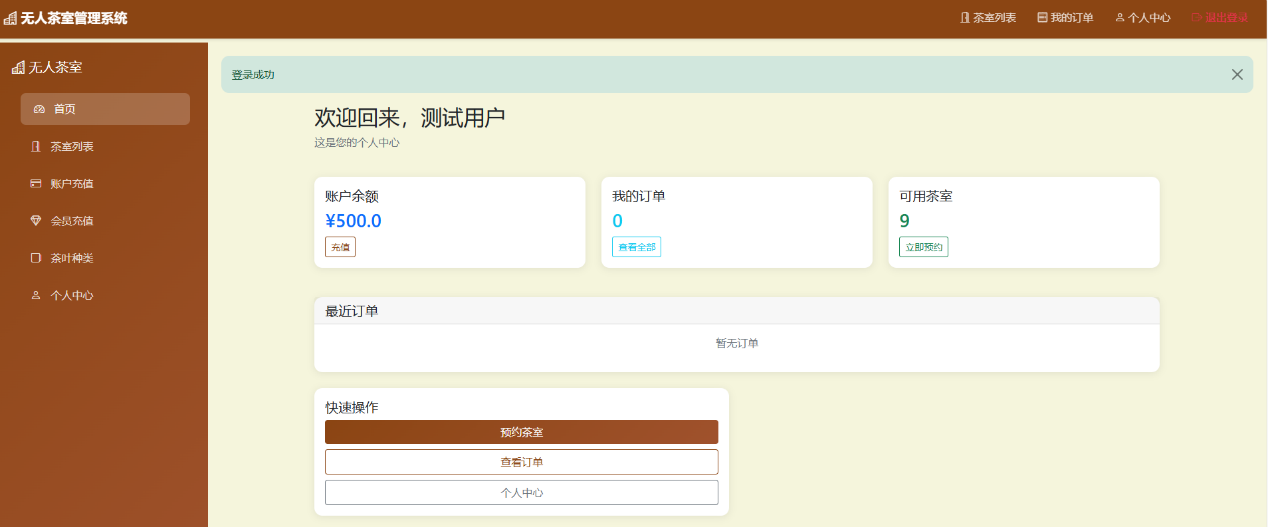 无人茶室管理系统
茶室列表 我的订单 个人中心 退出登录
无人茶室
首页
茶室列表
账户充值
会员充值
茶叶种类
个人中心
登录成功
欢迎回来，测试用户
这是您的个人中心
账户余额
¥500.0
充值
我的订单
0
查看全部
可用茶室
9
立即预约
最近订单
暂无订单
快速操作
预约茶室
查看订单
个人中心